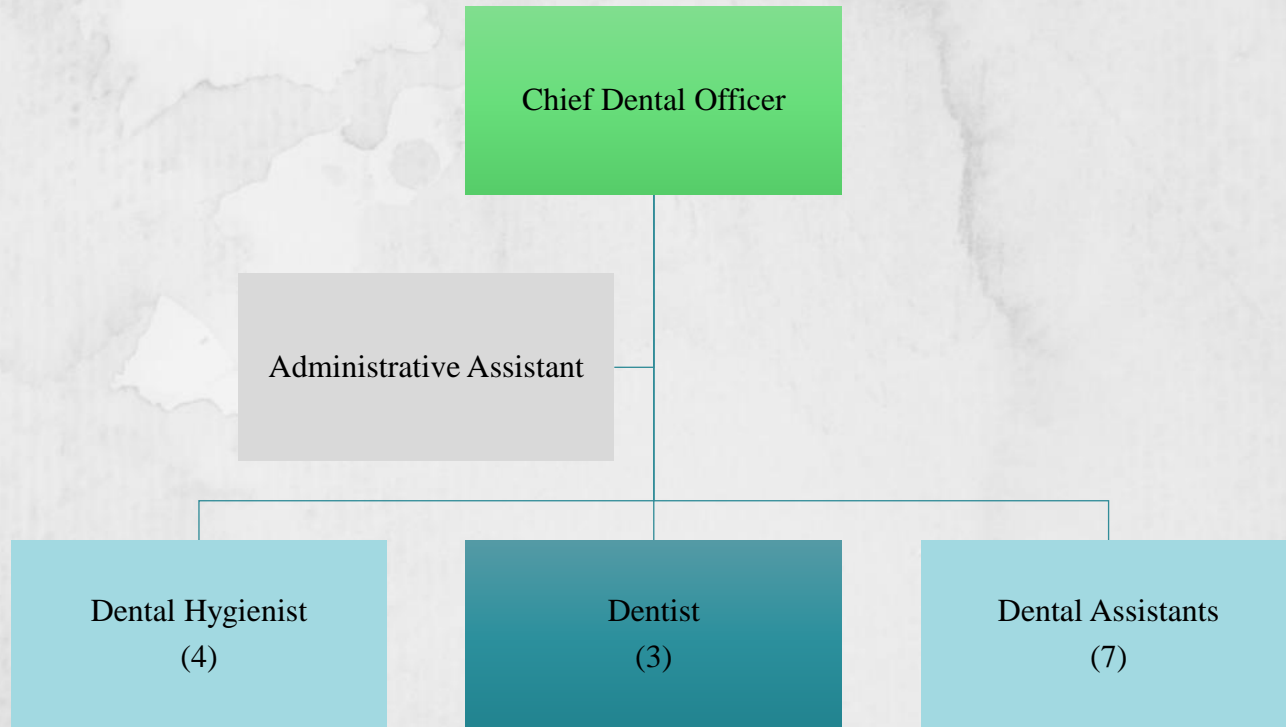 Chief Dental Officer
Administrative Assistant
Dental Hygienist
(4)
Dentist
(3)
Dental Assistants
(7)